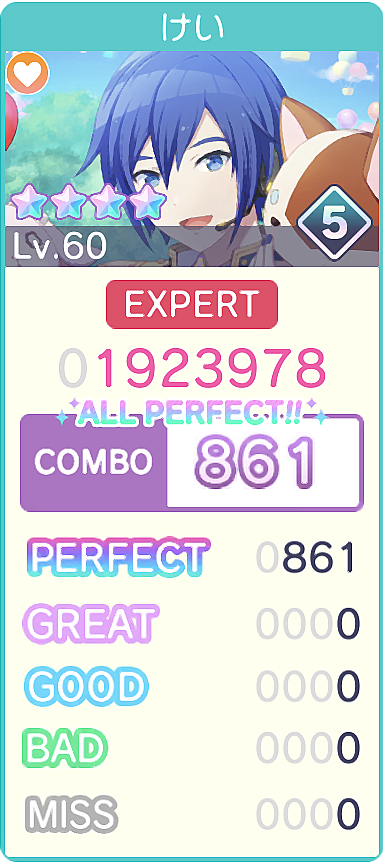 けい
5
Lv.60
EXPERT
01923978
ALL PERFECT!!
COMBO 861
PERFECT 0861
GREAT 0000
GOOD 0000
BAD 0000
MISS 0000